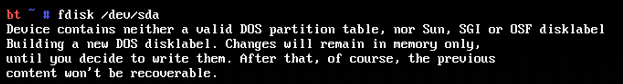 bt ~ # fdisk /dev/sda
Device contains neither a valid DOS partition table, nor Sun, SGI or OSF disklabel
Building a new DOS disklabel. Changes will remain in memory only,
until you decide to write them. After that, of course, the previous
content won't be recoverable.